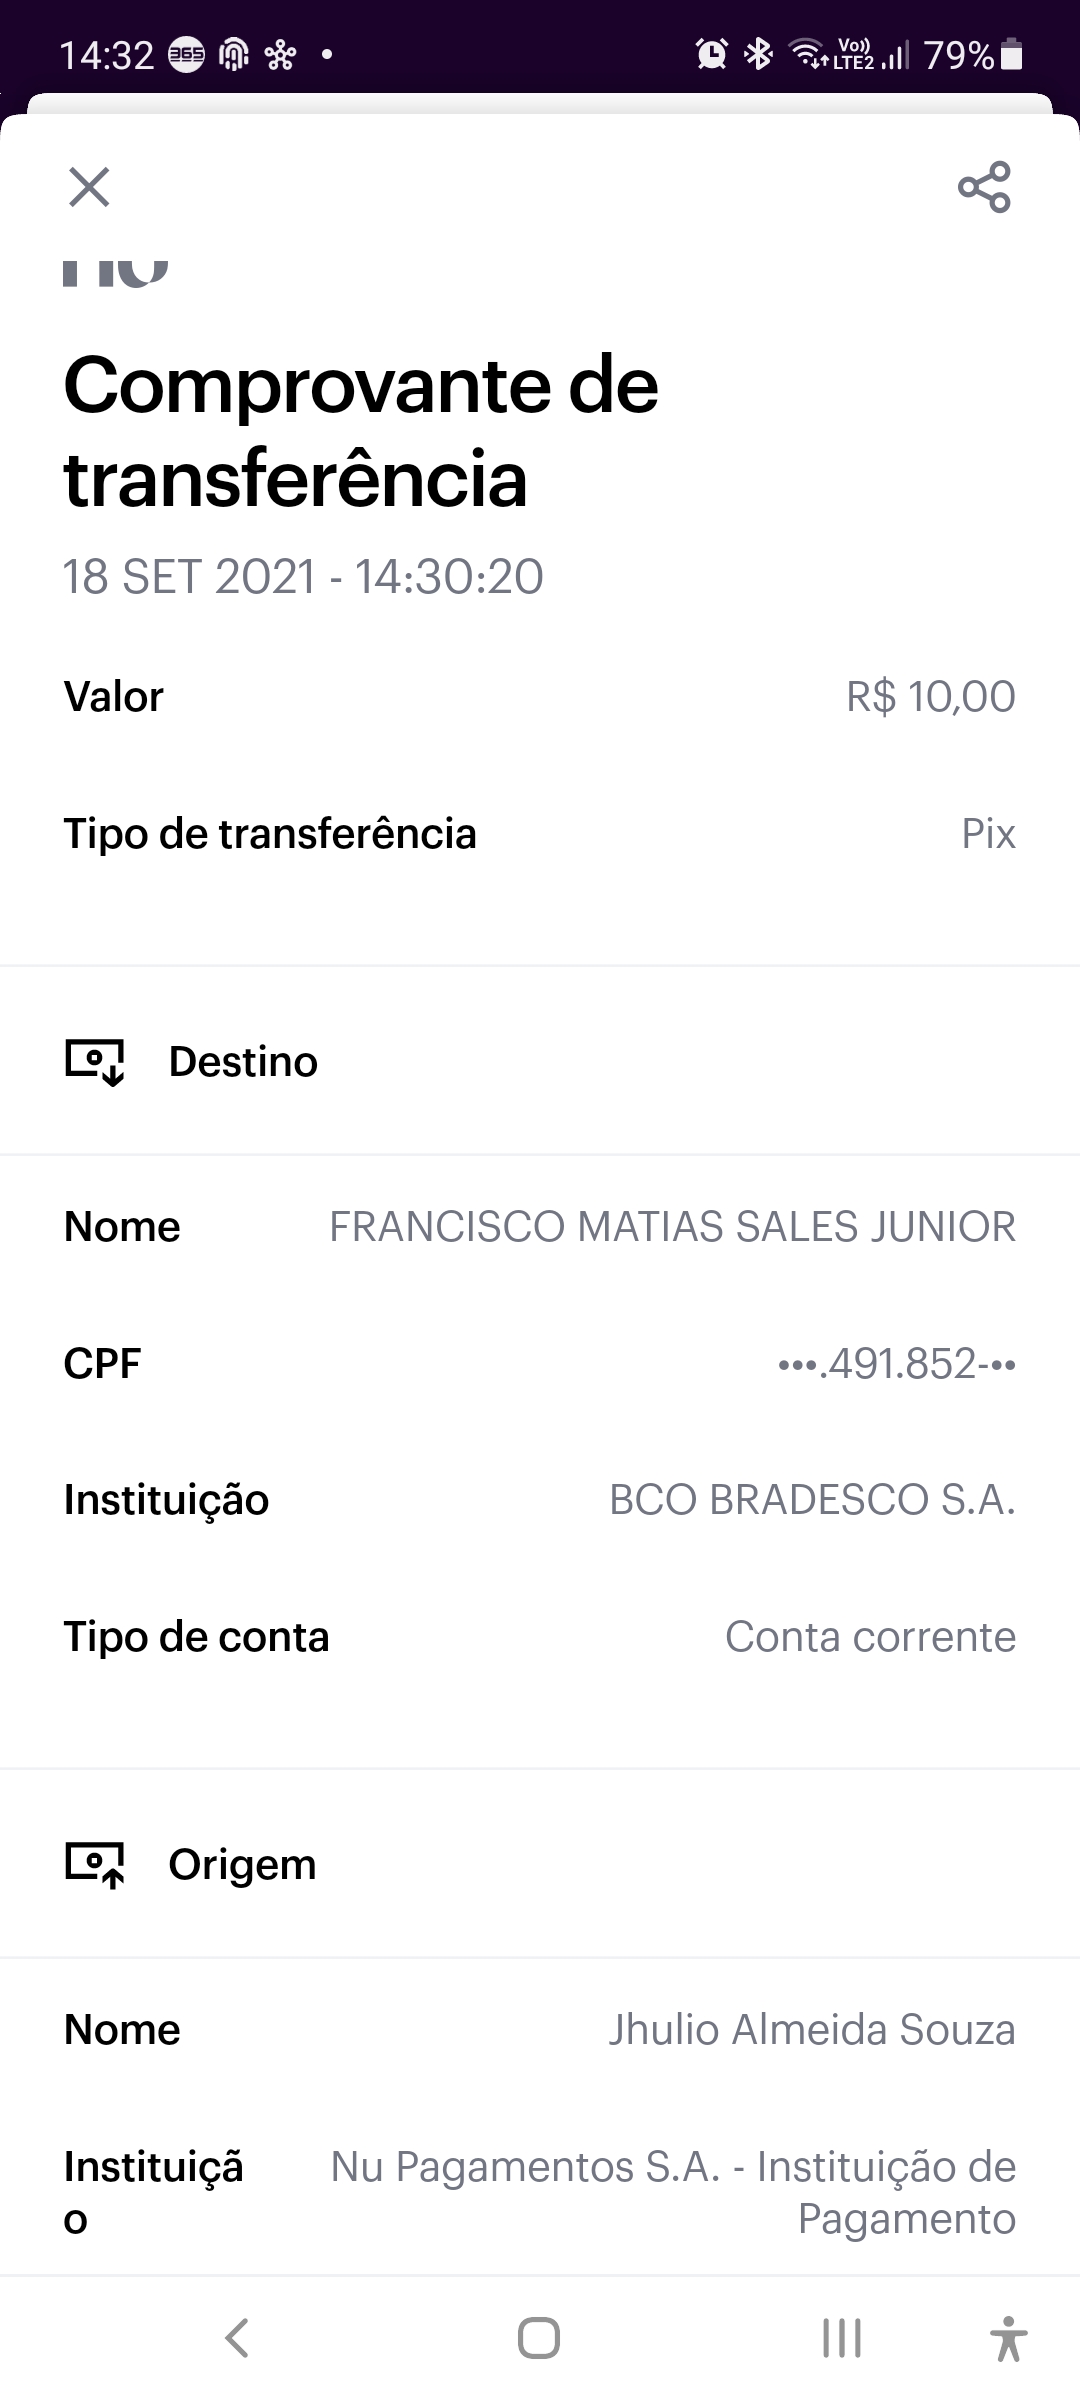 14:32 365 Vo)) LTE2 79%
Comprovante de
transferência
18 SET 2021 - 14:30:20
Valor R$ 10,00
Tipo de transferência Pix
Destino
Nome FRANCISCO MATIAS SALES JUNIOR
CPF •••.491.852-••
Instituição BCO BRADESCO S.A.
Tipo de conta Conta corrente
Origem
Nome Jhulio Almeida Souza
Instituiçã Nu Pagamentos S.A. - Instituição de
o Pagamento